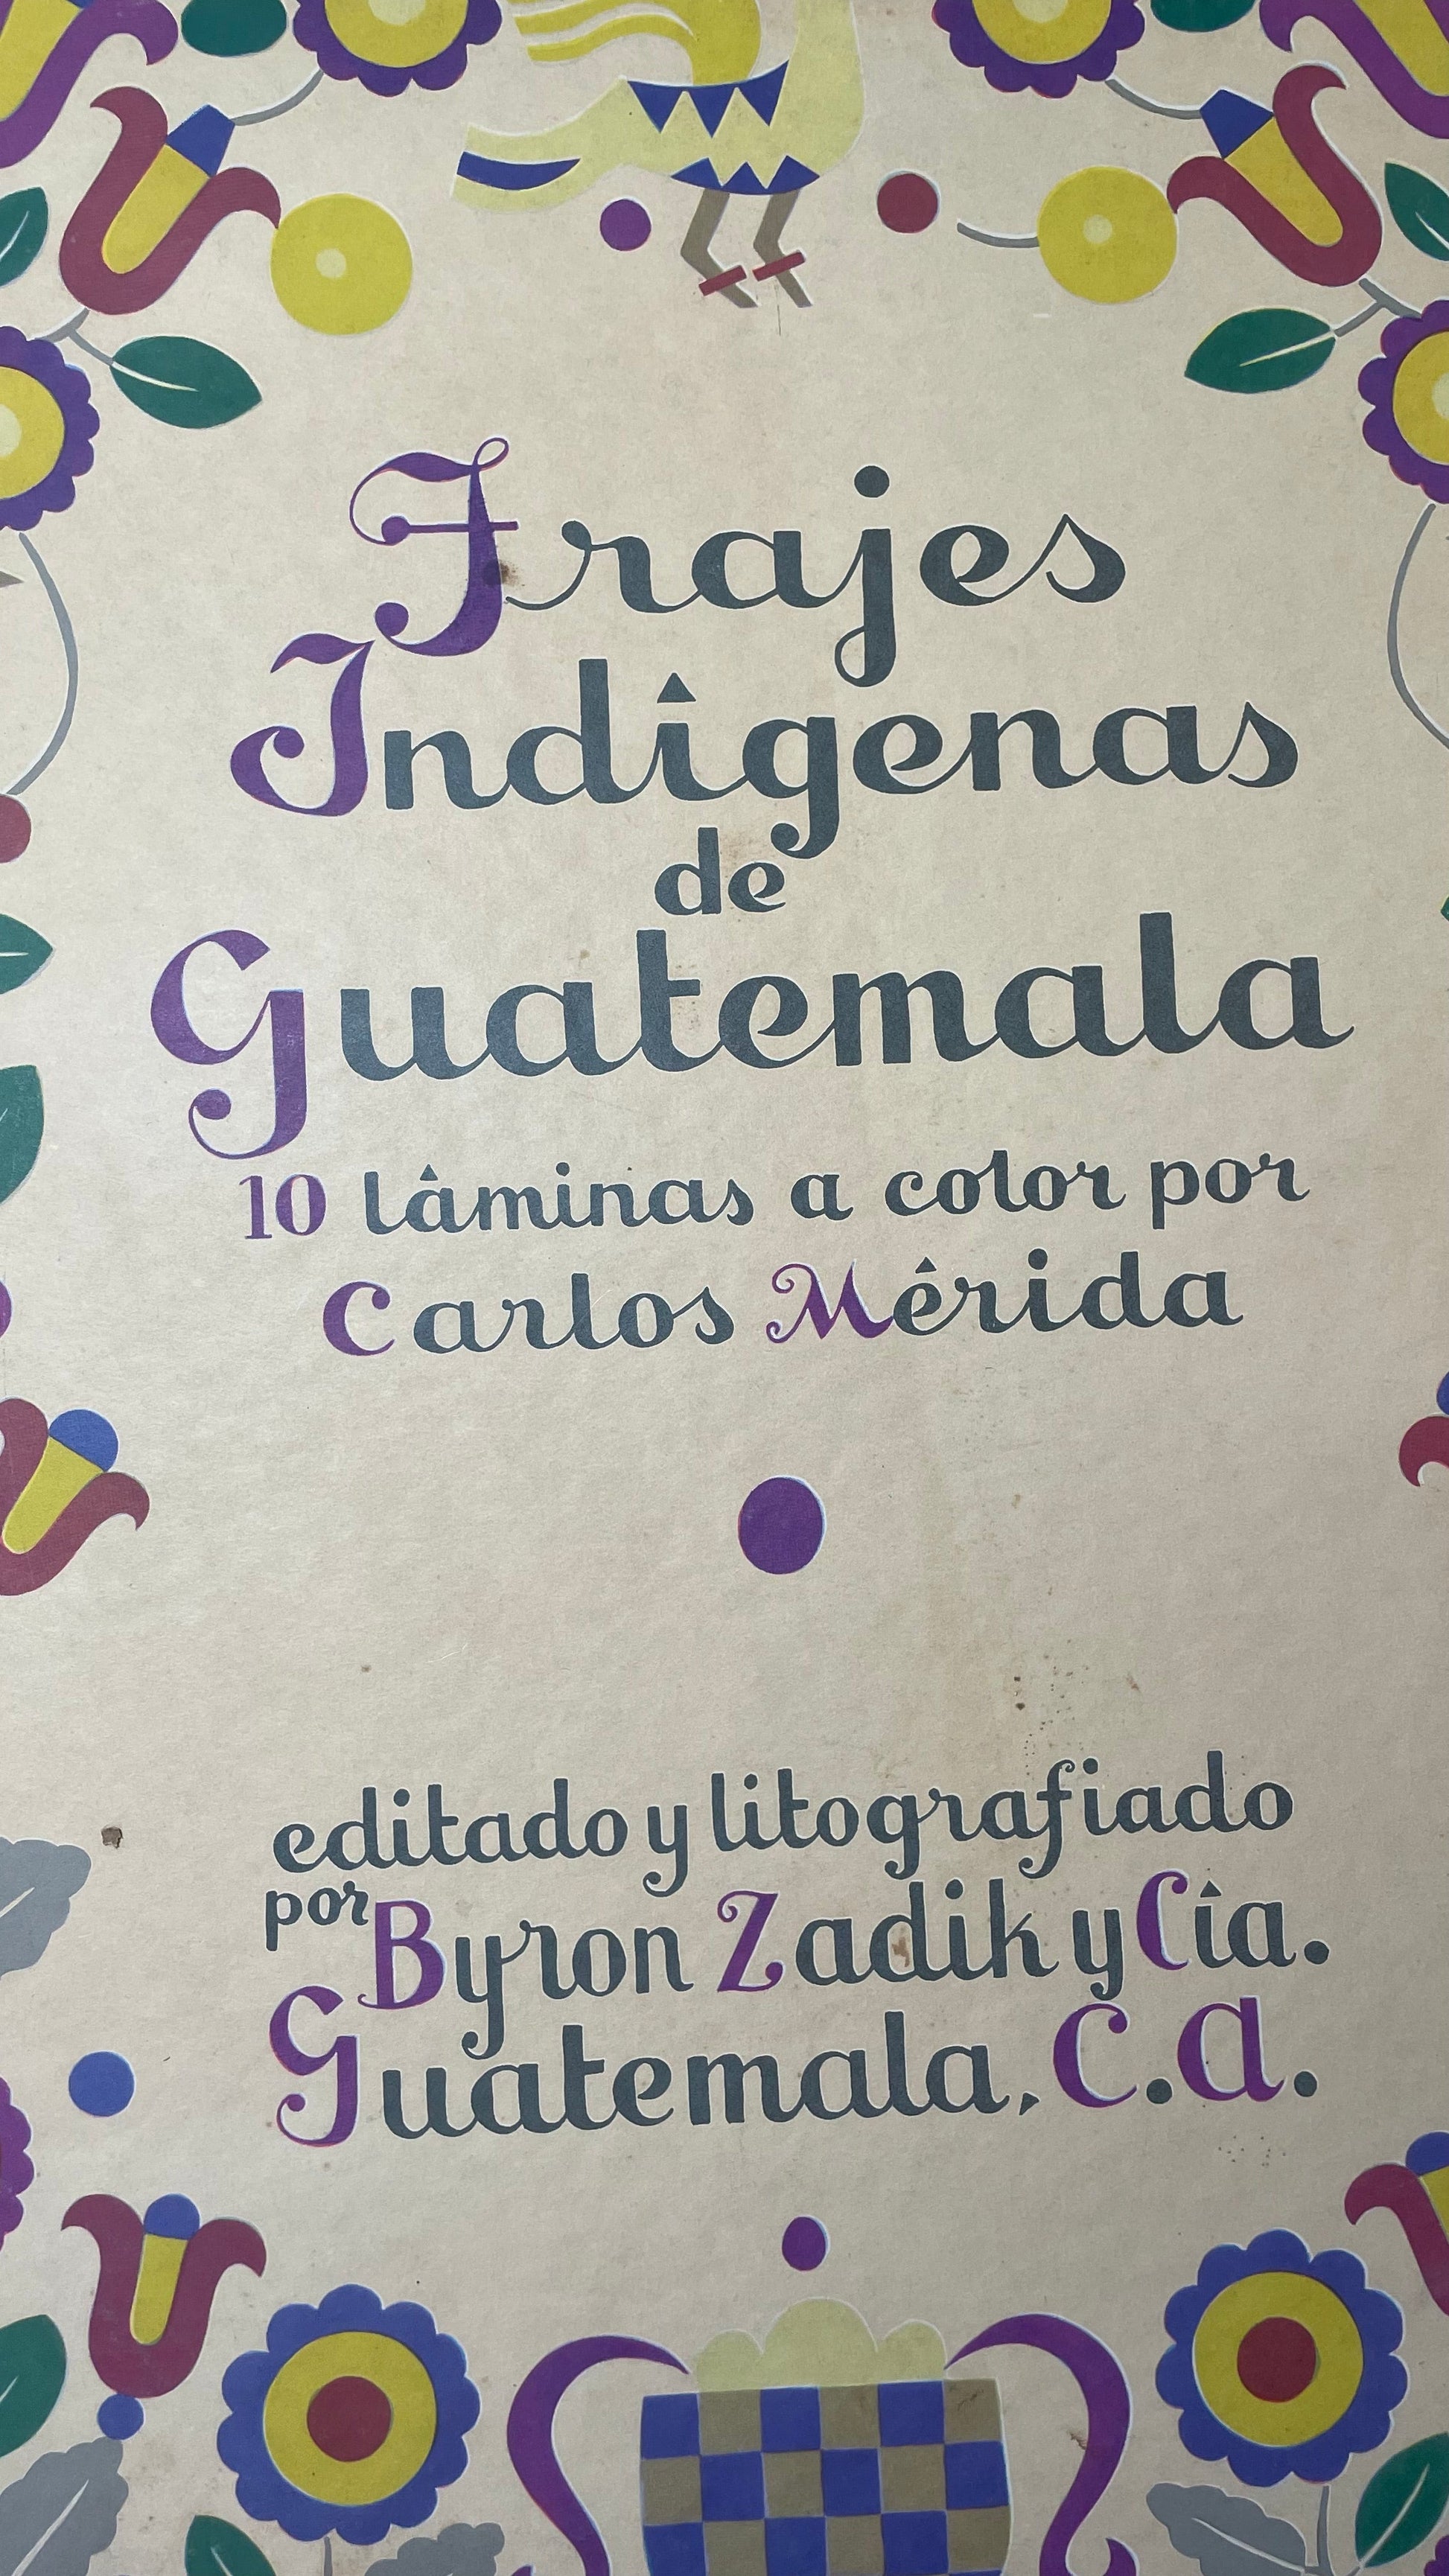 Trajes
Indígenas
de
Guatemala
10 láminas a color por
Carlos Mérida
editado y litografiado
por Byron Zadik y Cía.
Guatemala, C.A.